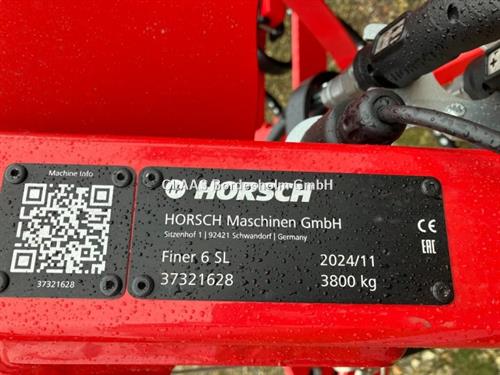 Machine Info
37321628
CLAAS Bordesholm GmbH
HORSCH
HORSCH Maschinen GmbH
Sitzenhof 1 | 92421 Schwandorf | Germany
Finer 6 SL 2024/11
37321628 3800 kg
CE
EAC